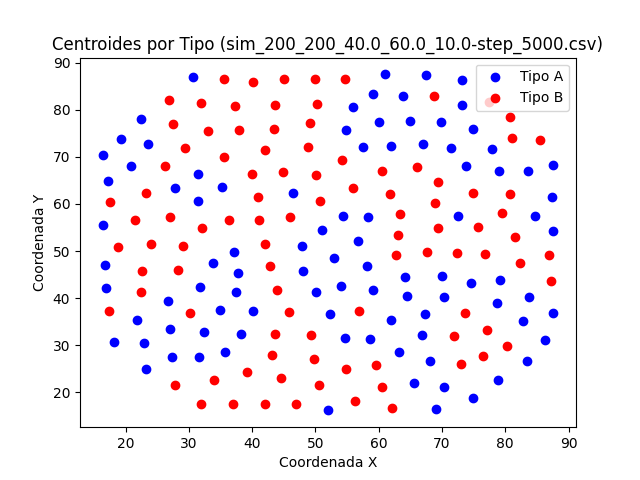 Centroides por Tipo (sim_200_200_40.0_60.0_10.0-step_5000.csv)
Tipo A
Tipo B
90
80
70
60
50
40
30
20
Coordenada Y
20 30 40 50 60 70 80 90
Coordenada X